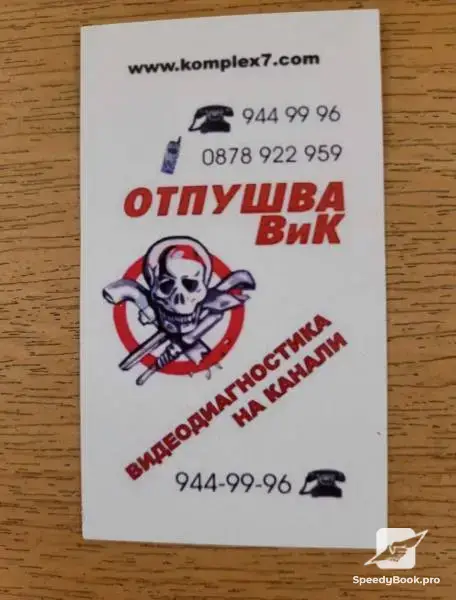 www.komplex7.com
944 99 96
0878 922 959
ОТПУШВА
ВиК
ВИДЕОДИАГНОСТИКА
НА КАНАЛИ
944-99-96
SpeedyBook.pro